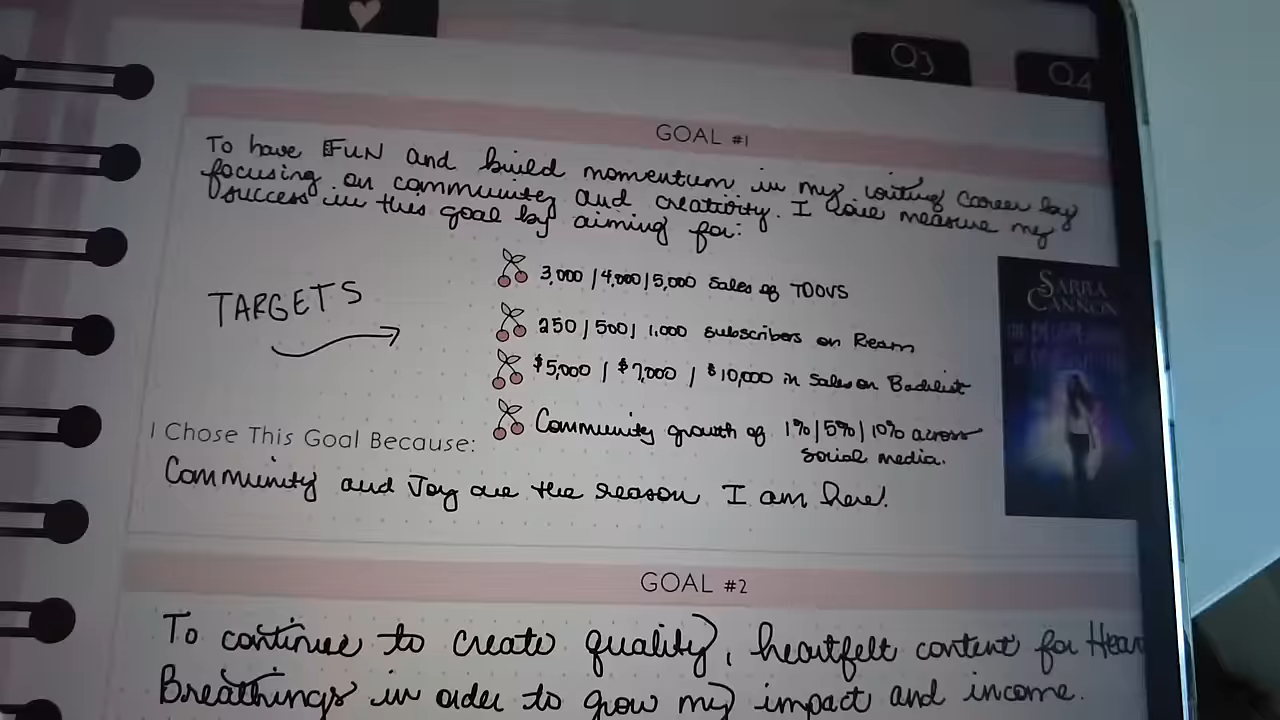 Q3
Q4
GOAL #1
To have FUN and build momentum in my writing career by
focusing on community and creativity. I will measure my
success in this goal by aiming for:
TARGETS
3,000 | 4,000 | 5,000 Sales of TDOVS
250 | 500 | 1,000 subscribers on Ream
$5,000 | $7,000 | $10,000 in Sales on Backlist
Community growth of 1% | 5% | 10% across
social media.
SARRA
CANNON
I Chose This Goal Because:
Community and Joy are the reason I am here!
GOAL #2
To continue to create quality, heartfelt content for Hear
Breathings in order to grow my impact and income.